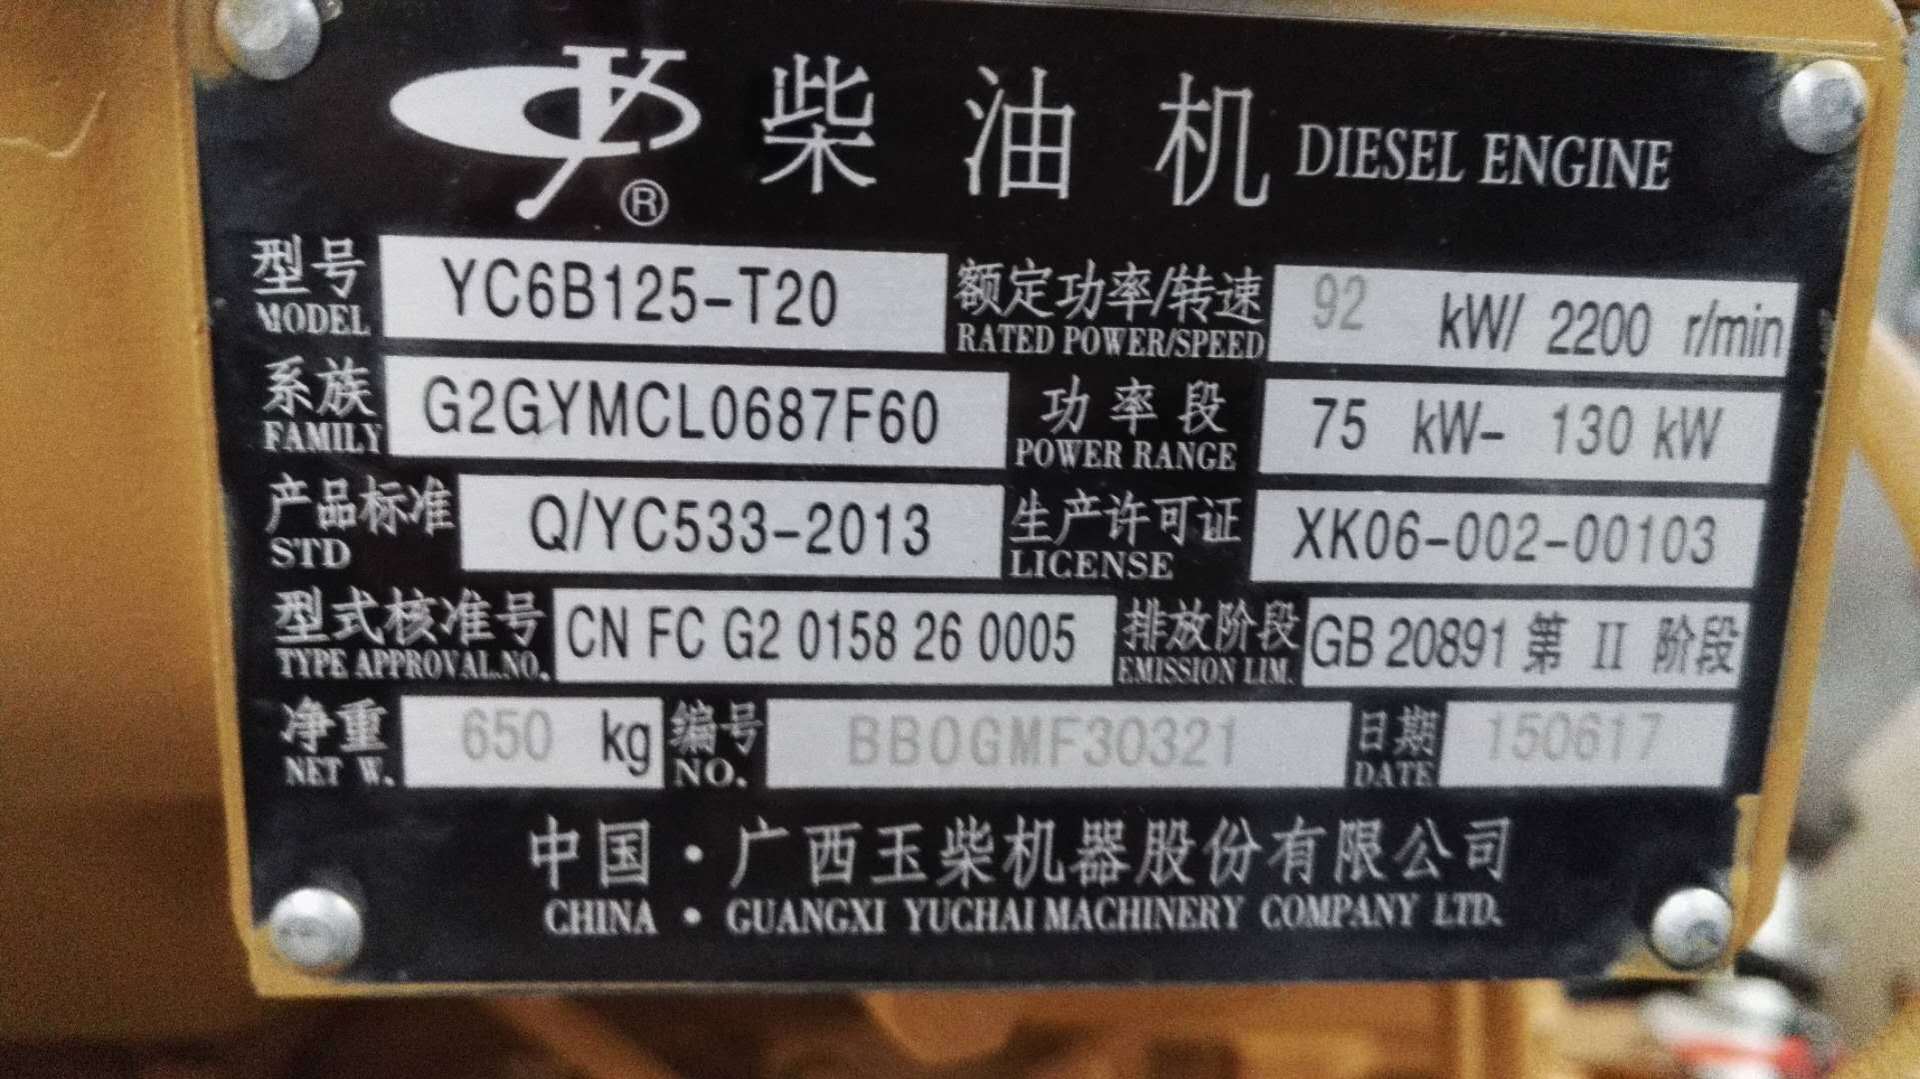 柴油机 DIESEL ENGINE
型号 YC6B125-T20 额定功率/转速 92 kW/ 2200 r/min
MODEL RATED POWER/SPEED
系族 G2GYMCL0687F60 功率段 75 kW- 130 kW
FAMILY POWER RANGE
产品标准 Q/YC533-2013 生产许可证 XK06-002-00103
STD LICENSE
型式核准号 CN FC G2 0158 26 0005 排放阶段 GB 20891 第 II 阶段
TYPE APPROVAL.NO. EMISSION LIM.
净重 650 kg 编号 BB0GMF30321 日期 150617
NET W. NO. DATE
中国·广西玉柴机器股份有限公司
CHINA · GUANGXI YUCHAI MACHINERY COMPANY LTD.